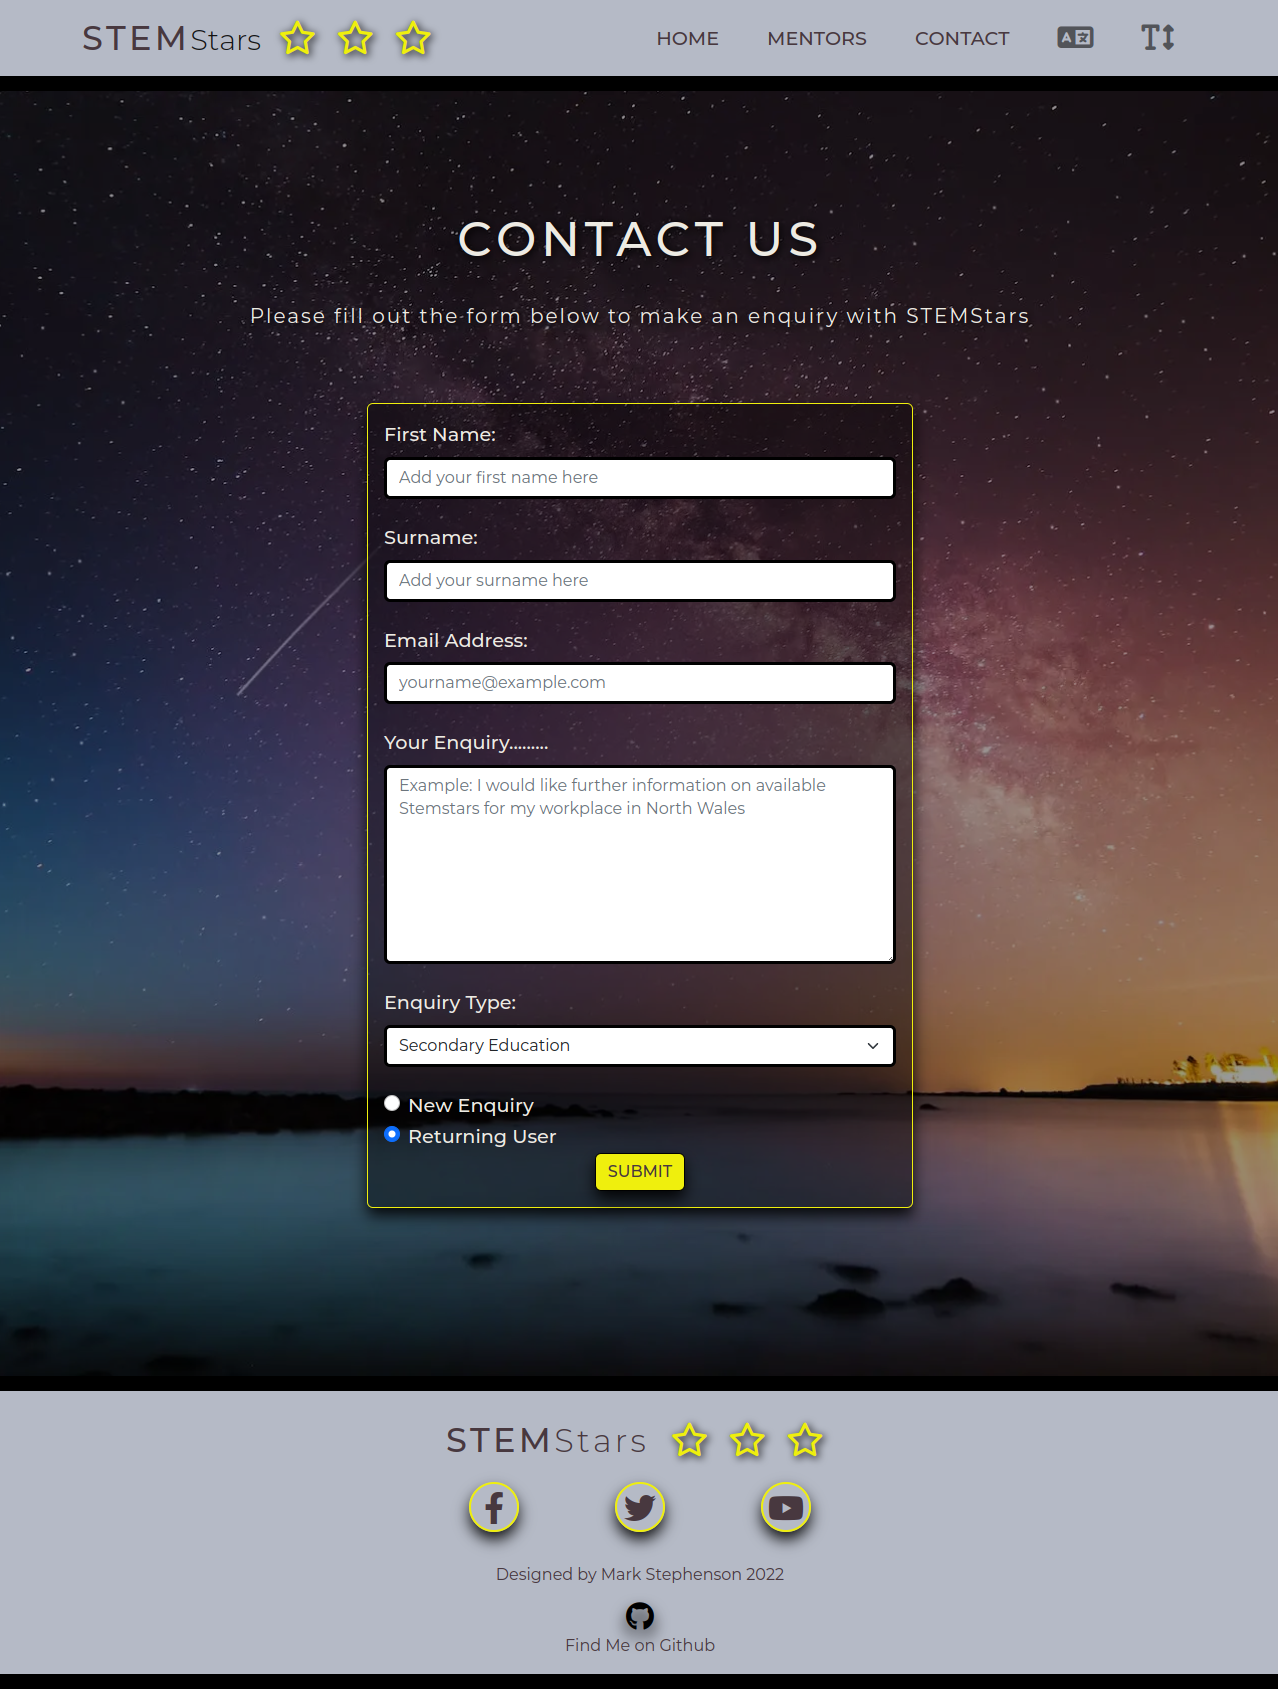 STEMStars HOME MENTORS CONTACT
CONTACT US
Please fill out the form below to make an enquiry with STEMStars
First Name:
Add your first name here
Surname:
Add your surname here
Email Address:
yourname@example.com
Your Enquiry.........
Example: I would like further information on available
Stemstars for my workplace in North Wales
Enquiry Type:
Secondary Education
New Enquiry
Returning User
SUBMIT
STEMStars
Designed by Mark Stephenson 2022
Find Me on Github